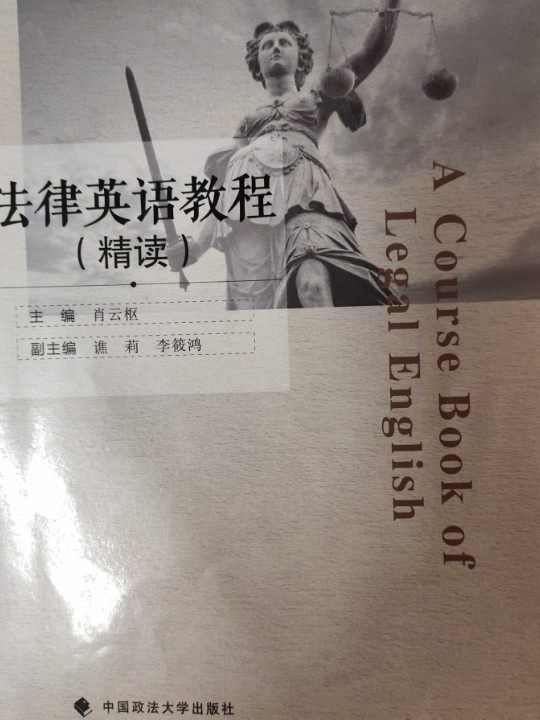 法律英语教程
(精读)
主 编 肖云枢
副主编 谯 莉 李筱鸿
A Course Book of
Legal English
中国政法大学出版社